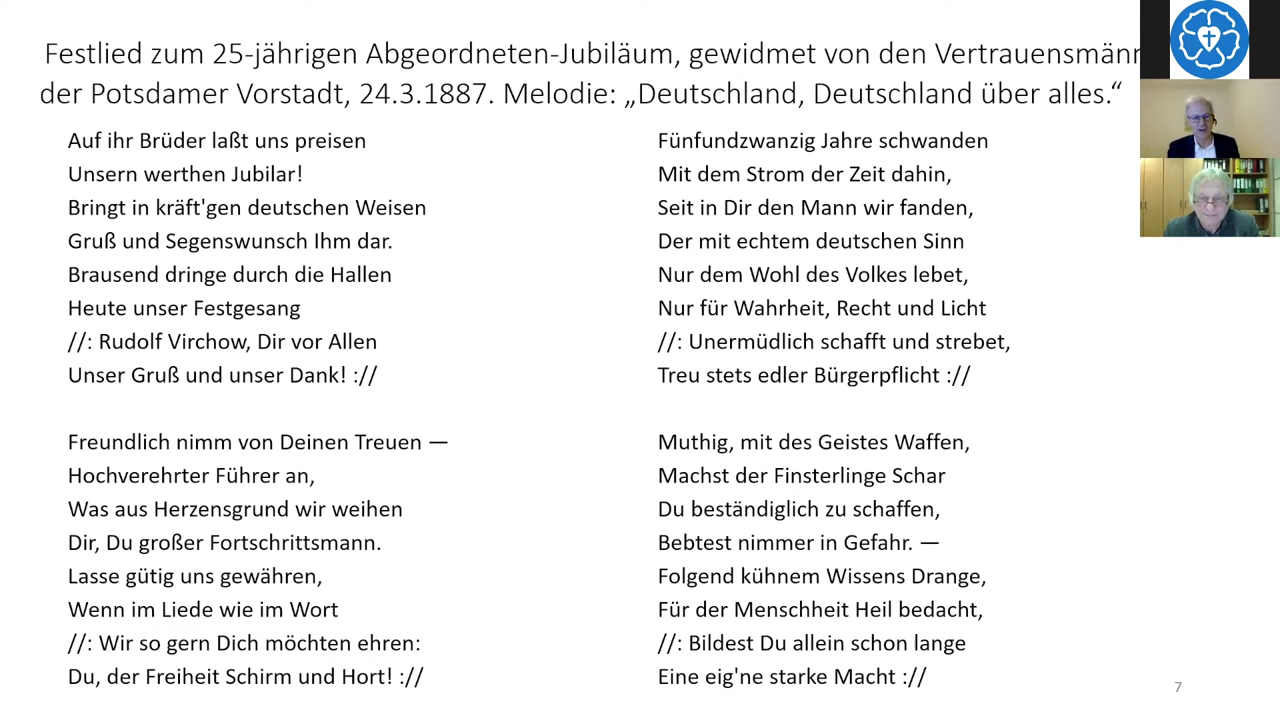 Festlied zum 25-jährigen Abgeordneten-Jubiläum, gewidmet von den
der Potsdamer Vorstadt, 24.3.1887. Melodie: „Deutschland, Deutschland über alles.“
Auf ihr Brüder laßt uns preisen
Unsern werthen Jubilar!
Bringt in kräft'gen deutschen Weisen
Gruß und Segenswunsch Ihm dar.
Brausend dringe durch die Hallen
Heute unser Festgesang
//: Rudolf Virchow, Dir vor Allen
Unser Gruß und unser Dank! ://
Freundlich nimm von Deinen Treuen —
Hochverehrter Führer an,
Was aus Herzensgrund wir weihen
Dir, Du großer Fortschrittsmann.
Lasse gütig uns gewähren,
Wenn im Liede wie im Wort
//: Wir so gern Dich möchten ehren:
Du, der Freiheit Schirm und Hort! ://
Fünfundzwanzig Jahre schwanden
Mit dem Strom der Zeit dahin,
Seit in Dir den Mann wir fanden,
Der mit echtem deutschen Sinn
Nur dem Wohl des Volkes lebet,
Nur für Wahrheit, Recht und Licht
//: Unermüdlich schafft und strebet,
Treu stets edler Bürgerpflicht ://
Muthig, mit des Geistes Waffen,
Machst der Finsterlinge Schar
Du beständiglich zu schaffen,
Bebtest nimmer in Gefahr. —
Folgend kühnem Wissens Drange,
Für der Menschheit Heil bedacht,
//: Bildest Du allein schon lange
Eine eig'ne starke Macht ://
7